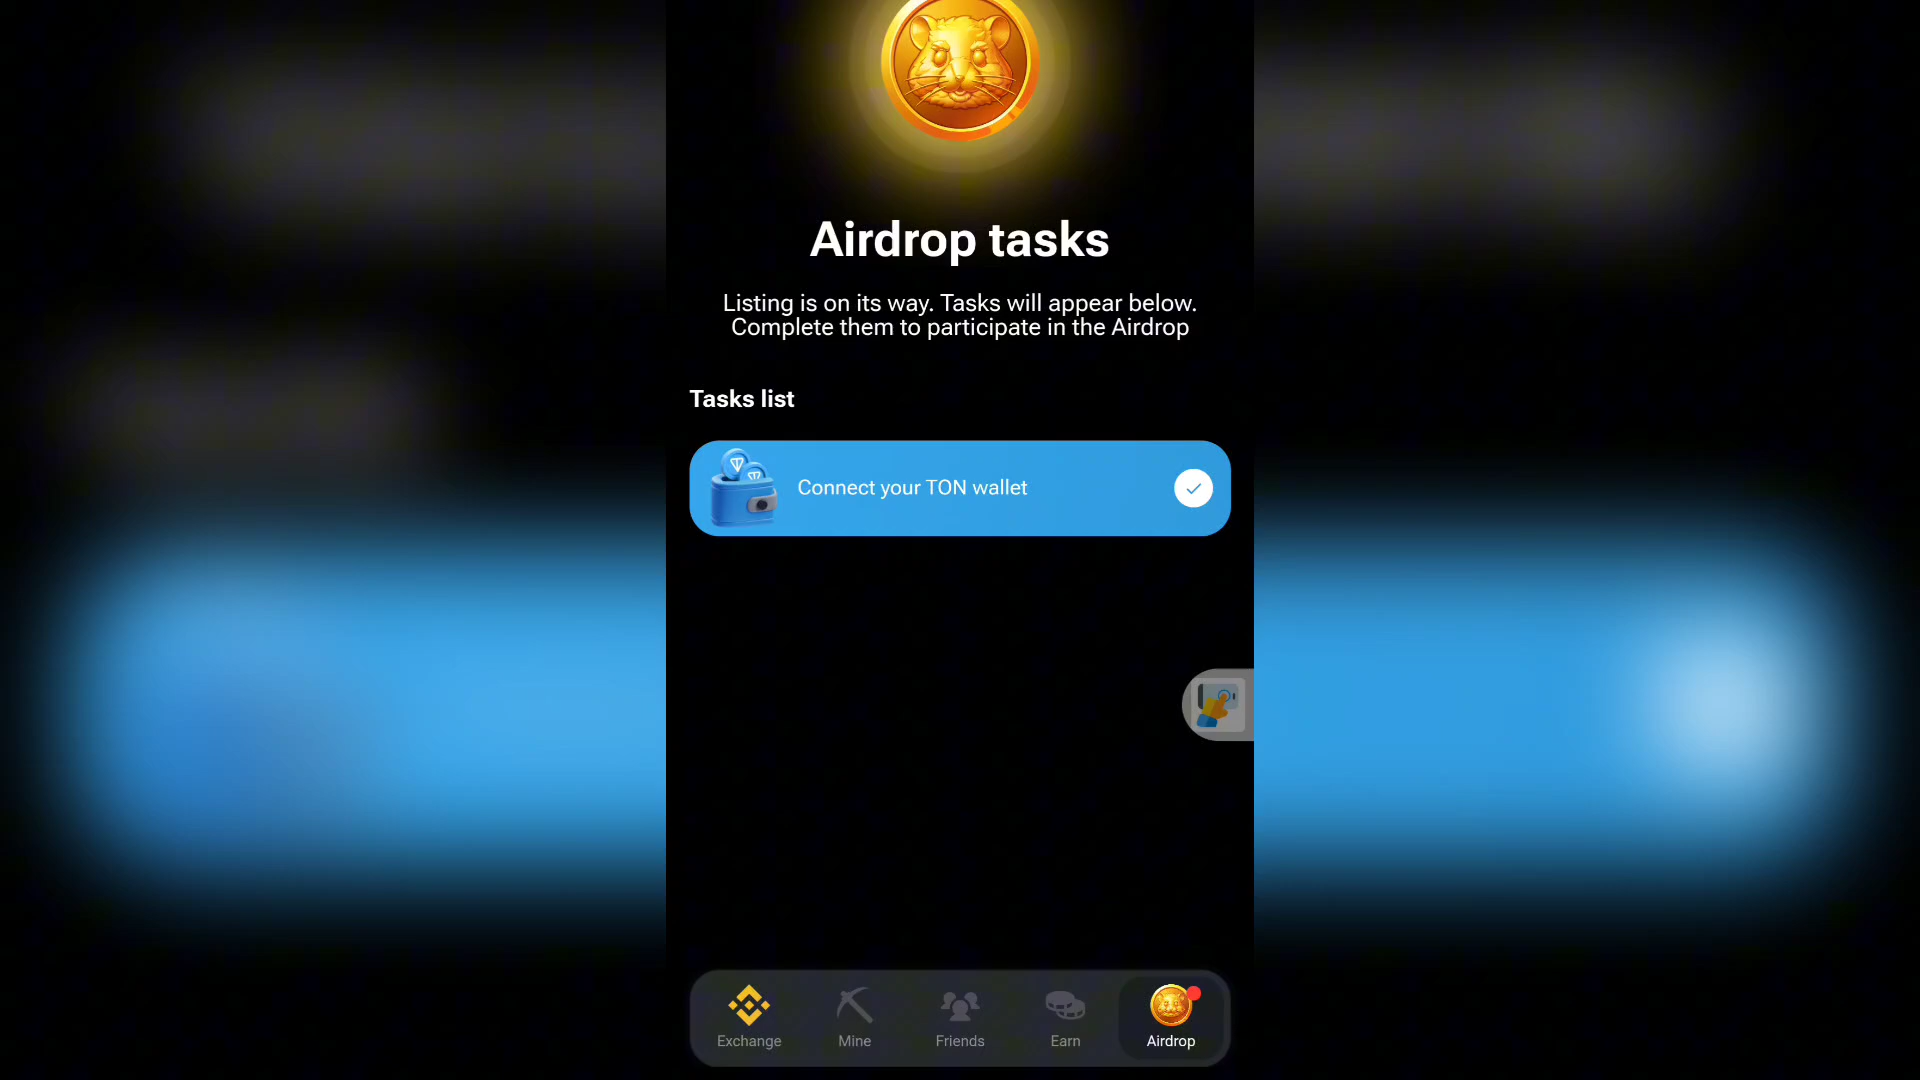 Airdrop tasks
Listing is on its way. Tasks will appear below.
Complete them to participate in the Airdrop
Tasks list
Connect your TON wallet
Exchange
Mine
Friends
Earn
Airdrop